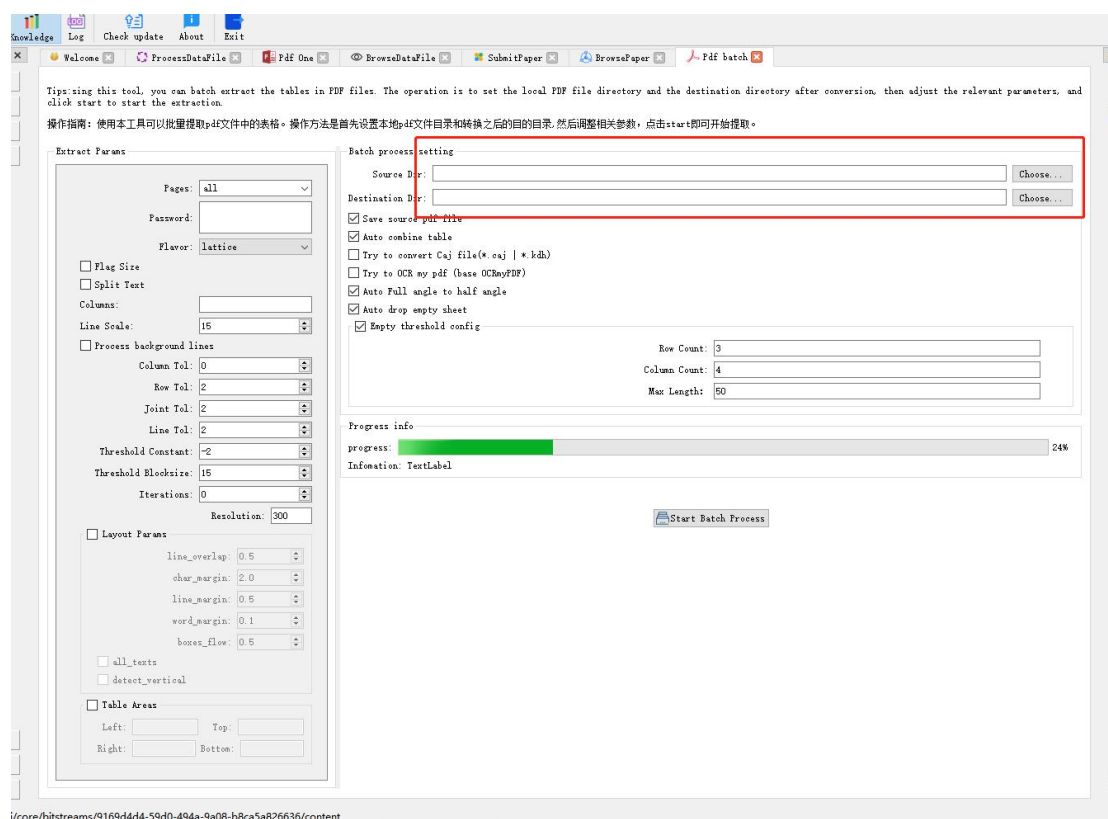 Knowledge Log Check update About Exit
Welcome ProcessDataFile Pdf One BrowseDataFile SubmitPaper BrowsePaper Pdf batch
Tips:sing this tool, you can batch extract the tables in PDF files. The operation is to set the local PDF file directory and the destination directory after conversion, then adjust the relevant parameters, and
click start to start the extraction.
操作指南: 使用本工具可以批量提取pdf文件中的表格。操作方法是首先设置本地pdf文件目录和转换之后的目的目录,然后调整相关参数，点击start即可开始提取。
Extract Params
Pages: all
Password:
Flavor: lattice
Flag Size
Split Text
Columns:
Line Scale: 15
Process background lines
Column Tol: 0
Row Tol: 2
Joint Tol: 2
Line Tol: 2
Threshold Constant: -2
Threshold Blocksize: 15
Iterations: 0
Resolution: 300
Layout Params
line_overlap: 0.5
char_margin: 2.0
line_margin: 0.5
word_margin: 0.1
boxes_flow: 0.5
all_texts
detect_vertical
Table Areas
Left: Top:
Right: Bottom:
Batch process setting
Source Dir: Choose...
Destination Dir: Choose...
Save source pdf file
Auto combine table
Try to convert Caj file(*.caj | *.kdh)
Try to OCR my pdf (base OCRmyPDF)
Auto Full angle to half angle
Auto drop empty sheet
Empty threshold config
Row Count: 3
Column Count: 4
Max Length: 50
Progress info
progress: 24%
Infomation: TextLabel
Start Batch Process
i/core/bitstreams/9169d4d4-59d0-494a-9a08-b8ca5a826636/content